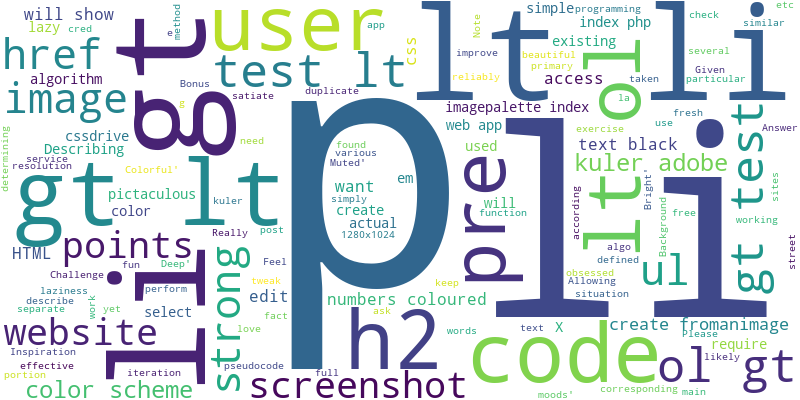 will show
lazy cred
method
user
simple programming
app
Note
check
etc
index php
similar
href
gt
test lt
css
improve
beautiful
primary
reliably
existing
several
Given
particular
algorithm
image
Bonus
g
satiate
duplicate
lt
access
taken
ol
li
fresh
la
imagepalette index
web app
use
exercise
Answer
cssdrive
Describing
service
resolution
need
determining
Colorful'
pictaculous
kuler
color
gt lt
p
found
various
Muted'
em
want
simply
create
actual
1280x1024
used
pre
will
function
text black
kuler adobe
lt
Bright'
Background
free
sites
working
gt test
according
algo
defined
street
points
HTML
Really
post
Challenge
fun
Deep'
laziness
describe
separate
work
yet
perform
li
strong
Feel
tweak
edit
numbers coloured
keep
obsessed
Allowing
situation
ul
li
website
select
love
fact
ask
h2
words
text
X
create fromanimage
Please
require
likely
Inspiration
effective
portion
iteration
pseudocode
full
code
ol gt
color scheme
screenshot
moods'
corresponding
main
e